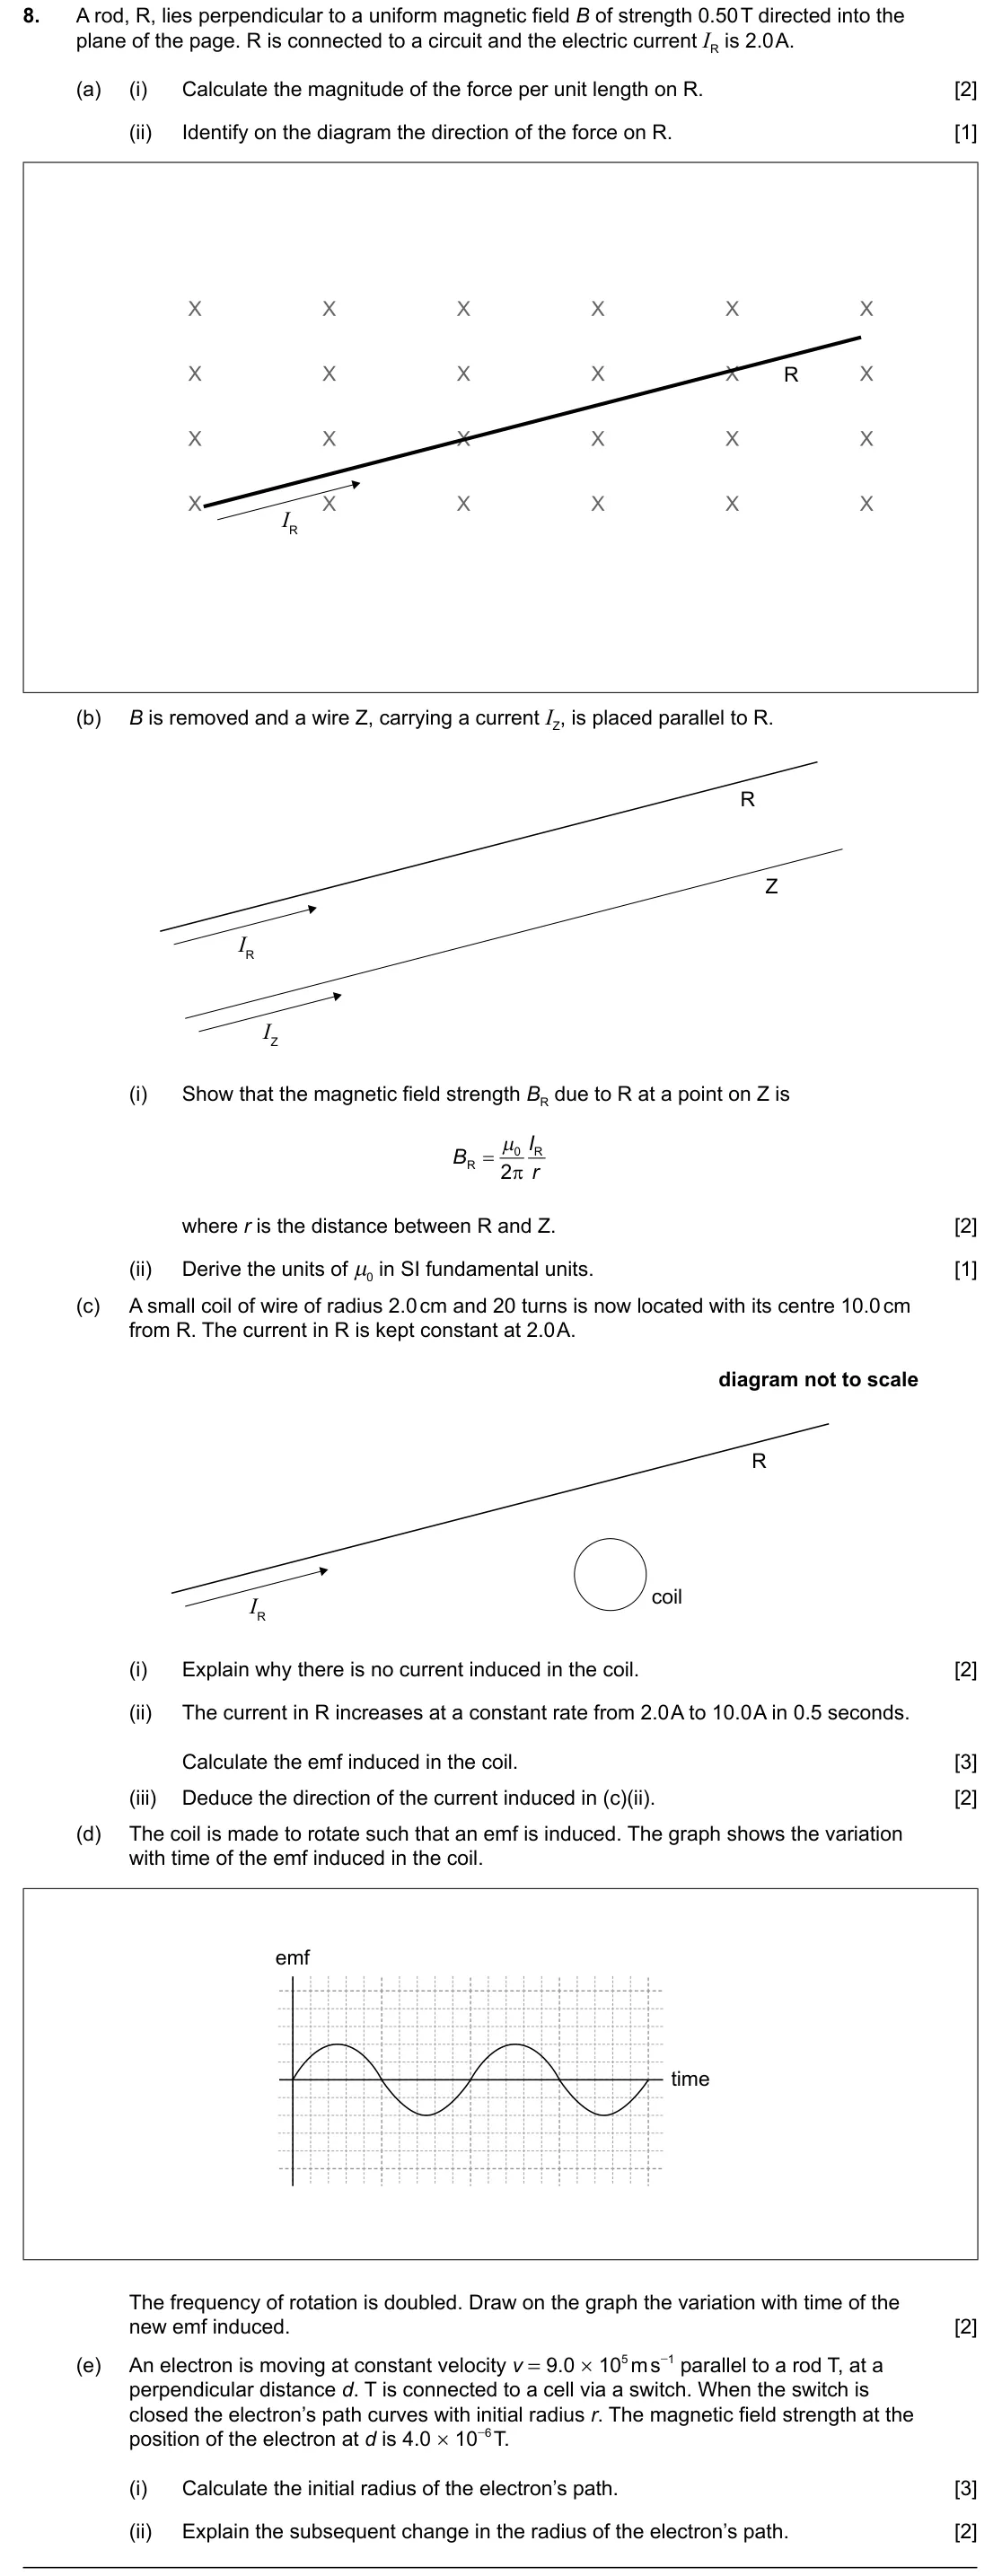 8. A rod, R, lies perpendicular to a uniform magnetic field B of strength 0.50 T directed into the
plane of the page. R is connected to a circuit and the electric current I_R is 2.0 A.
(a) (i) Calculate the magnitude of the force per unit length on R. [2]
(ii) Identify on the diagram the direction of the force on R. [1]
X X X X X X
X X X X X R X
X X X X X X
X X X X X X
I_R
(b) B is removed and a wire Z, carrying a current I_Z, is placed parallel to R.
R
Z
I_R
I_Z
(i) Show that the magnetic field strength B_R due to R at a point on Z is
B_R = μ₀/2π I_R/r
where r is the distance between R and Z. [2]
(ii) Derive the units of μ₀ in SI fundamental units. [1]
(c) A small coil of wire of radius 2.0 cm and 20 turns is now located with its centre 10.0 cm
from R. The current in R is kept constant at 2.0 A.
diagram not to scale
R
coil
I_R
(i) Explain why there is no current induced in the coil. [2]
(ii) The current in R increases at a constant rate from 2.0 A to 10.0 A in 0.5 seconds.
Calculate the emf induced in the coil. [3]
(iii) Deduce the direction of the current induced in (c)(ii). [2]
(d) The coil is made to rotate such that an emf is induced. The graph shows the variation
with time of the emf induced in the coil.
emf
time
The frequency of rotation is doubled. Draw on the graph the variation with time of the
new emf induced. [2]
(e) An electron is moving at constant velocity v = 9.0 × 10⁵ m s⁻¹ parallel to a rod T, at a
perpendicular distance d. T is connected to a cell via a switch. When the switch is
closed the electron's path curves with initial radius r. The magnetic field strength at the
position of the electron at d is 4.0 × 10⁻⁶ T.
(i) Calculate the initial radius of the electron's path. [3]
(ii) Explain the subsequent change in the radius of the electron's path. [2]